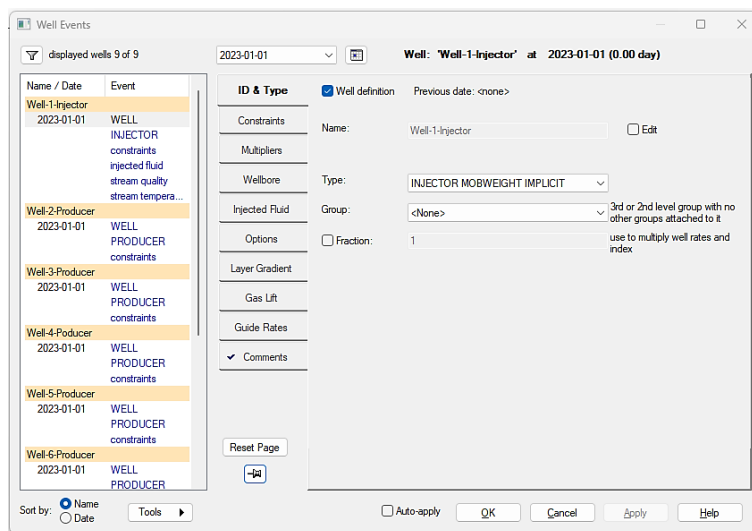 Well Events
displayed wells 9 of 9
2023-01-01
Well: 'Well-1-Injector' at 2023-01-01 (0.00 day)
Name / Date Event
Well-1-Injector
2023-01-01 WELL
INJECTOR
constraints
injected fluid
stream quality
stream tempera...
Well-2-Producer
2023-01-01 WELL
PRODUCER
constraints
Well-3-Producer
2023-01-01 WELL
PRODUCER
constraints
Well-4-Poducer
2023-01-01 WELL
PRODUCER
constraints
Well-5-Producer
2023-01-01 WELL
PRODUCER
constraints
Well-6-Producer
2023-01-01 WELL
PRODUCER
Sort by: Name
Date
Tools
ID & Type
Constraints
Multipliers
Wellbore
Injected Fluid
Options
Layer Gradient
Gas Lift
Guide Rates
Comments
Reset Page
Well definition Previous date: <none>
Name: Well-1-Injector Edit
Type: INJECTOR MOBWEIGHT IMPLICIT
Group: <None> 3rd or 2nd level group with no
other groups attached to it
Fraction: 1 use to multiply well rates and
index
Auto-apply OK Cancel Apply Help